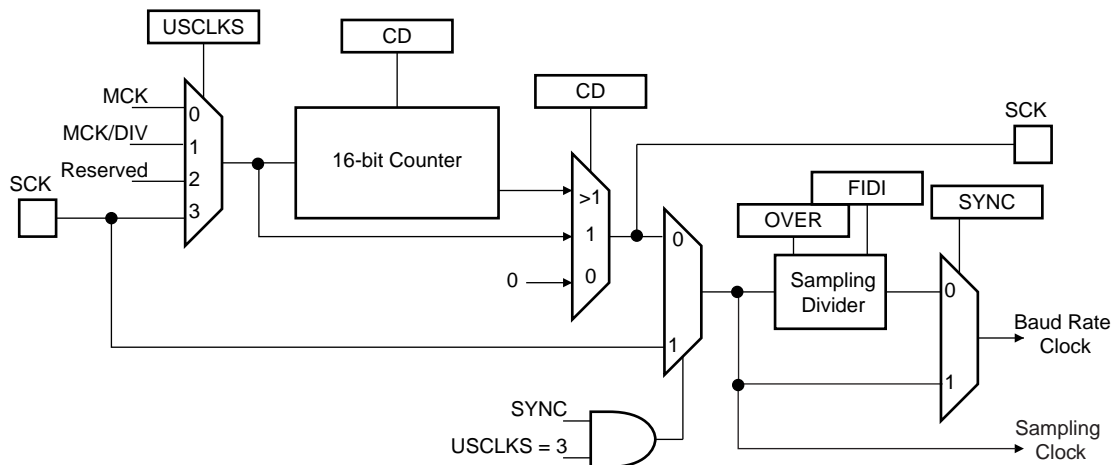 USCLKS
CD
CD
MCK
MCK/DIV
Reserved
SCK
0
1
2
3
16-bit Counter
>1
1
0
0
SCK
FIDI
OVER
SYNC
0
1
Sampling
Divider
0
1
Baud Rate
Clock
Sampling
Clock
SYNC
USCLKS = 3